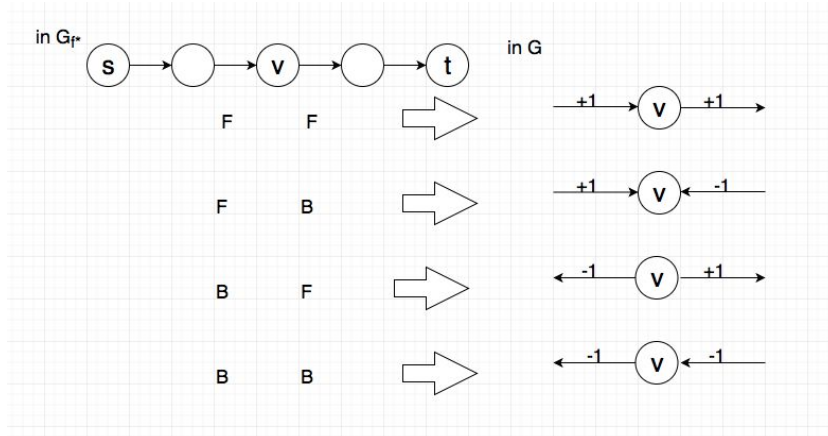 in G_f*
in G
s v t
F F +1 v +1
F B +1 v -1
B F -1 v +1
B B -1 v -1